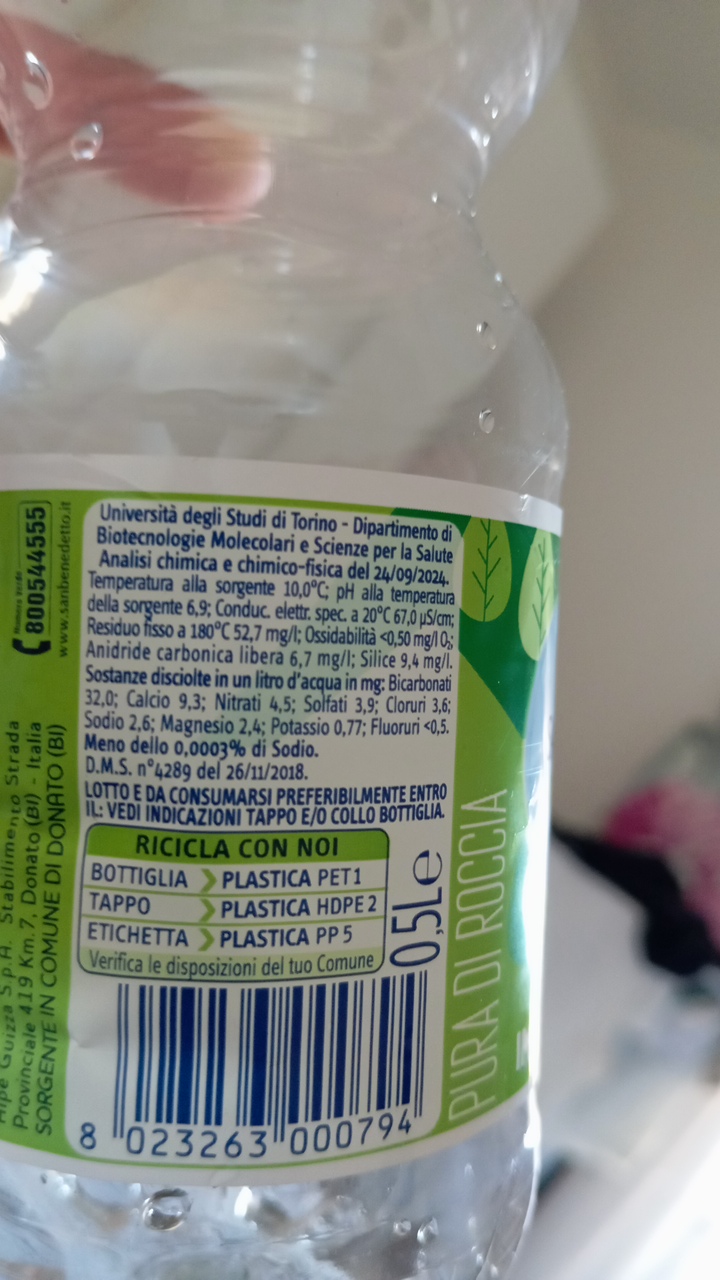 Numero Verde
800544555
www.sanbenedetto.it
Guizza S.p.A. Stabilimento Strada
Provinciale 419 Km.7, Donato (BI) - Italia
SORGENTE IN COMUNE DI DONATO (BI)
Università degli Studi di Torino - Dipartimento di
Biotecnologie Molecolari e Scienze per la Salute
Analisi chimica e chimico-fisica del 24/09/2024.
Temperatura alla sorgente 10,0°C; pH alla temperatura
della sorgente 6,9; Conduc. elettr. spec. a 20°C 67,0 µS/cm;
Residuo fisso a 180°C 52,7 mg/l; Ossidabilità <0,50 mg/l O₂;
Anidride carbonica libera 6,7 mg/l; Silice 9,4 mg/l.
Sostanze disciolte in un litro d'acqua in mg: Bicarbonati
32,0; Calcio 9,3; Nitrati 4,5; Solfati 3,9; Cloruri 3,6;
Sodio 2,6; Magnesio 2,4; Potassio 0,77; Fluoruri <0,5.
Meno dello 0,0003% di Sodio.
D.M.S. n°4289 del 26/11/2018.
LOTTO E DA CONSUMARSI PREFERIBILMENTE ENTRO
IL: VEDI INDICAZIONI TAPPO E/O COLLO BOTTIGLIA.
RICICLA CON NOI
BOTTIGLIA PLASTICA PET1
TAPPO PLASTICA HDPE 2
ETICHETTA PLASTICA PP 5
Verifica le disposizioni del tuo Comune
0,5L e
8 023263 000794
PURA DI ROCCIA